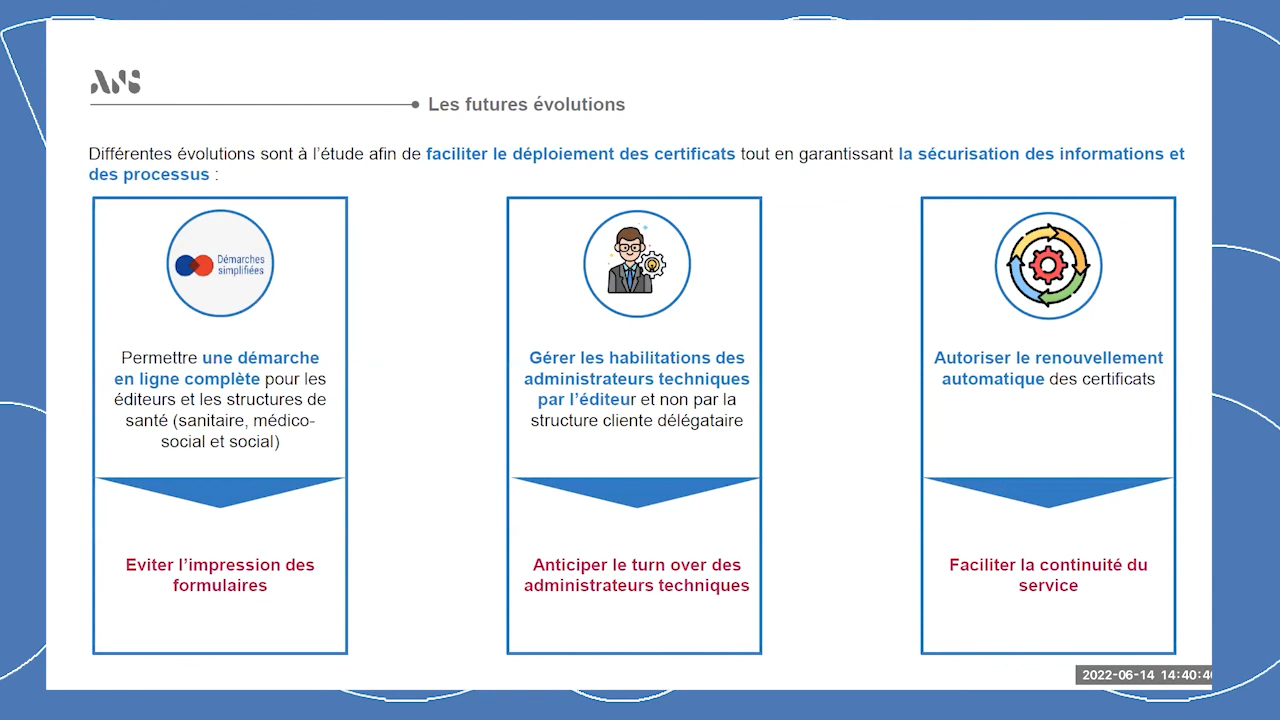 ANS
Les futures évolutions
Différentes évolutions sont à l’étude afin de faciliter le déploiement des certificats tout en garantissant la sécurisation des informations et
des processus :
Démarches
simplifiées
Permettre une démarche
en ligne complète pour les
éditeurs et les structures de
santé (sanitaire, médico-
social et social)
Eviter l’impression des
formulaires
Gérer les habilitations des
administrateurs techniques
par l’éditeur et non par la
structure cliente délégataire
Anticiper le turn over des
administrateurs techniques
Autoriser le renouvellement
automatique des certificats
Faciliter la continuité du
service
2022-06-14 14:40:4